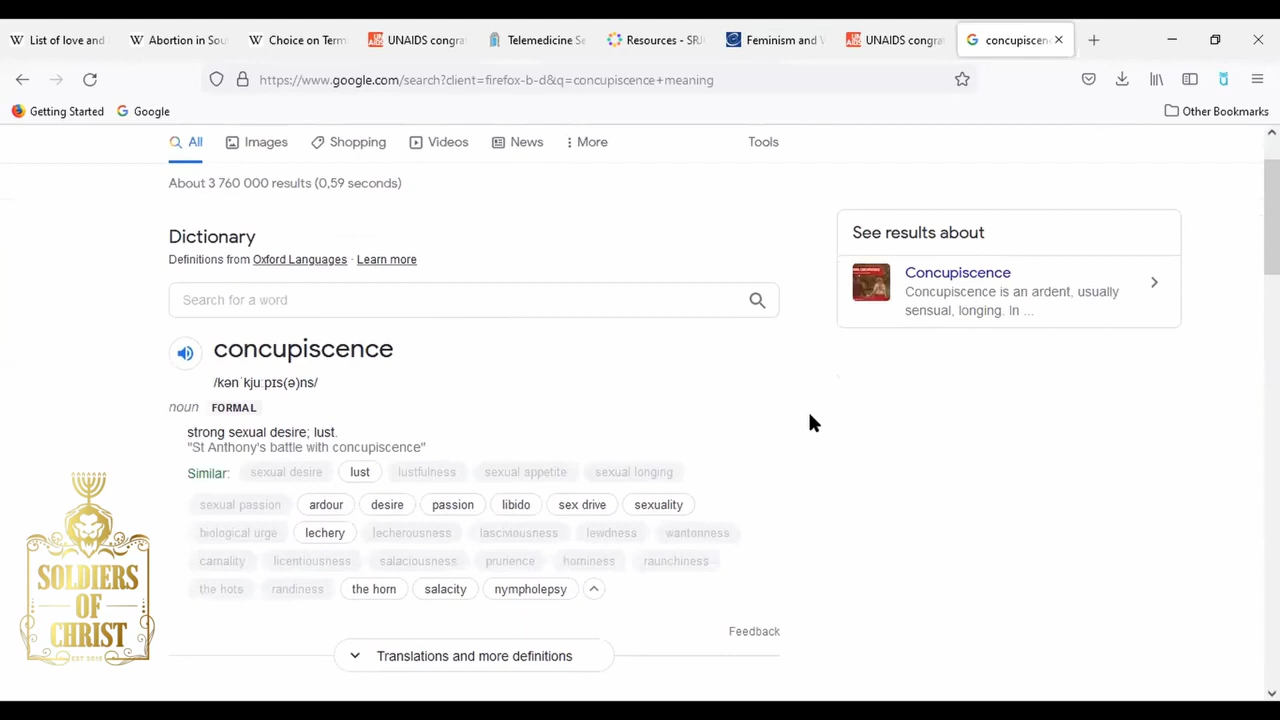 List of love and
Abortion in Sou
Choice on Term
UNAIDS congra
Telemedicine Se
Resources - SRJ
Feminism and
UNAIDS congra
concupiscen
https://www.google.com/search?client=firefox-b-d&q=concupiscence+meaning
Getting Started
Google
Other Bookmarks
All
Images
Shopping
Videos
News
More
Tools
About 3 760 000 results (0,59 seconds)
Dictionary
Definitions from Oxford Languages · Learn more
Search for a word
concupiscence
/kənˈkjuːpɪs(ə)ns/
noun FORMAL
strong sexual desire; lust.
"St Anthony's battle with concupiscence"
Similar: sexual desire lust lustfulness sexual appetite sexual longing
sexual passion ardour desire passion libido sex drive sexuality
biological urge lechery lecherousness lasciviousness lewdness wantonness
carnality licentiousness salaciousness prurience horniness raunchiness
the hots randiness the horn salacity nympholepsy
Feedback
Translations and more definitions
See results about
Concupiscence
Concupiscence is an ardent, usually
sensual, longing. In ...
SOLDIERS
OF
CHRIST